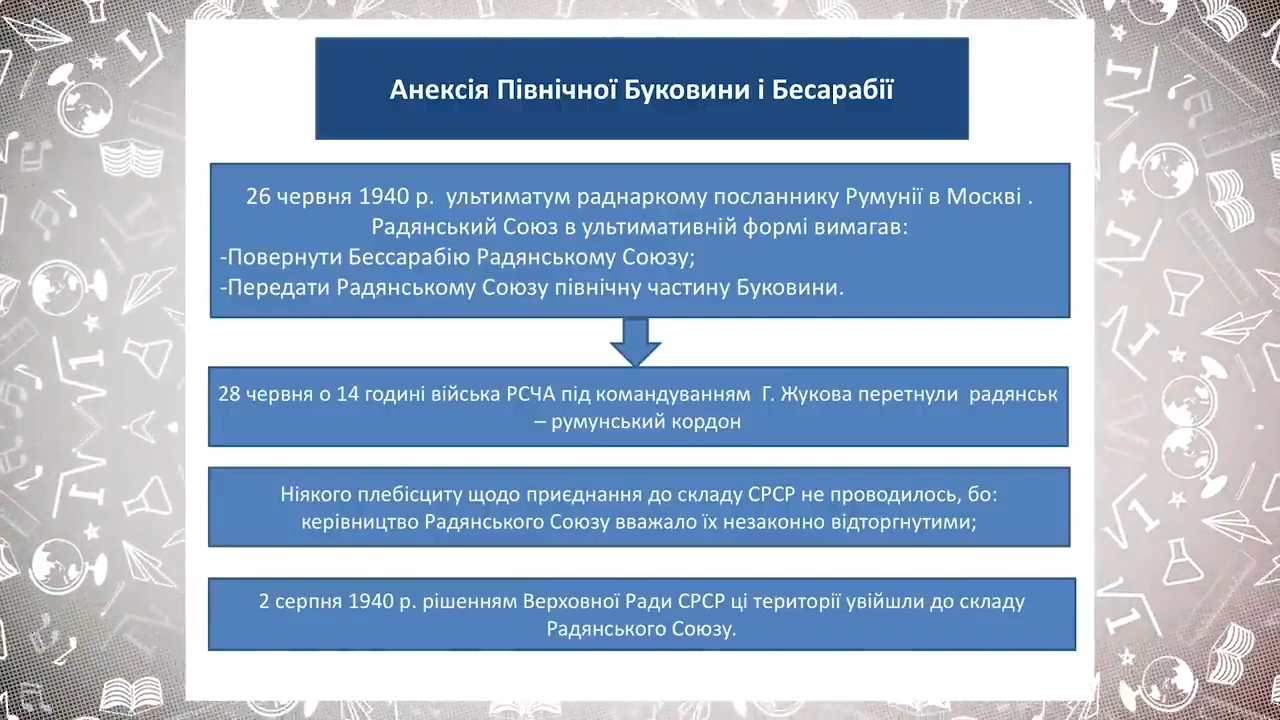 Анексія Північної Буковини і Бесарабії
26 червня 1940 р.  ультиматум раднаркому посланнику Румунії в Москві .
Радянський Союз в ультимативній формі вимагав:
-Повернути Бессарабію Радянському Союзу;
-Передати Радянському Союзу північну частину Буковини.
28 червня о 14 годині війська РСЧА під командуванням  Г. Жукова перетнули  радянськ
– румунський кордон
Ніякого плебісциту щодо приєднання до складу СРСР не проводилось, бо:
керівництво Радянського Союзу вважало їх незаконно відторгнутими;
2 серпня 1940 р. рішенням Верховної Ради СРСР ці території увійшли до складу
Радянського Союзу.